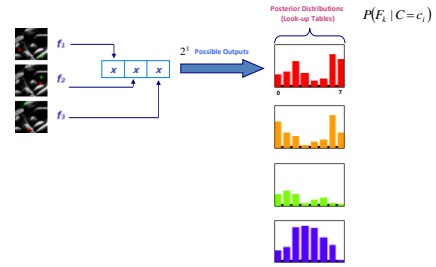 Posterior Distributions
(Look-up Tables)
P(F_k | C = c_i)
f₁
2³ Possible Outputs
x x x
f₂
0 7
f₃